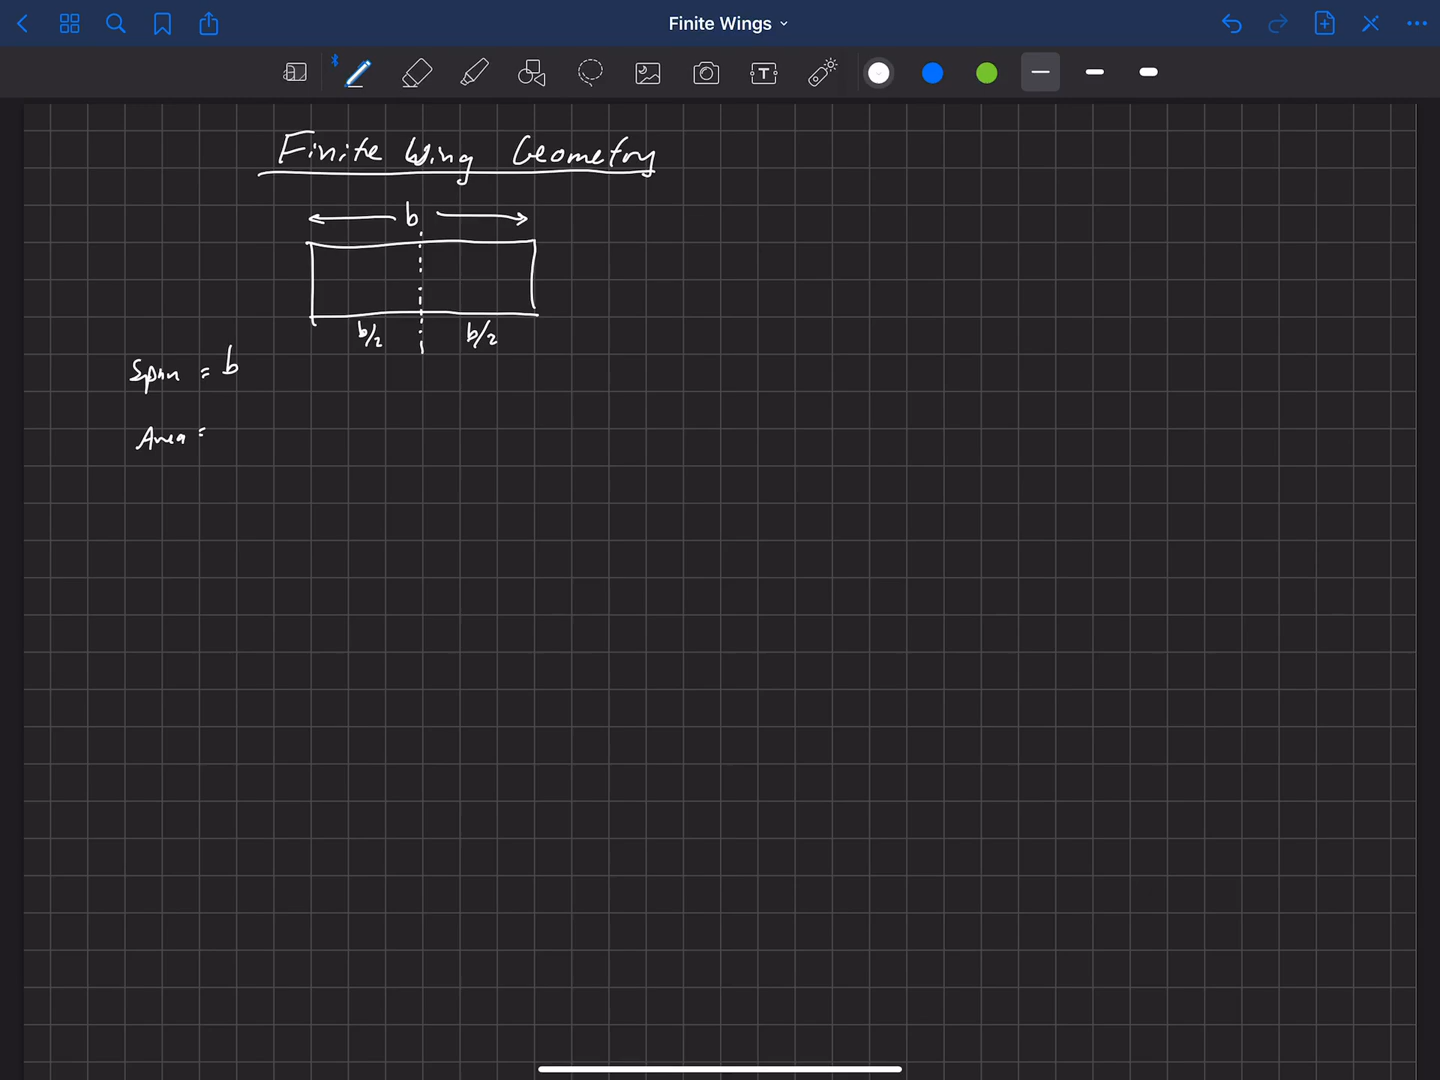 Finite Wings
Finite Wing Geometry
b
b/2 b/2
Span = b
Area =